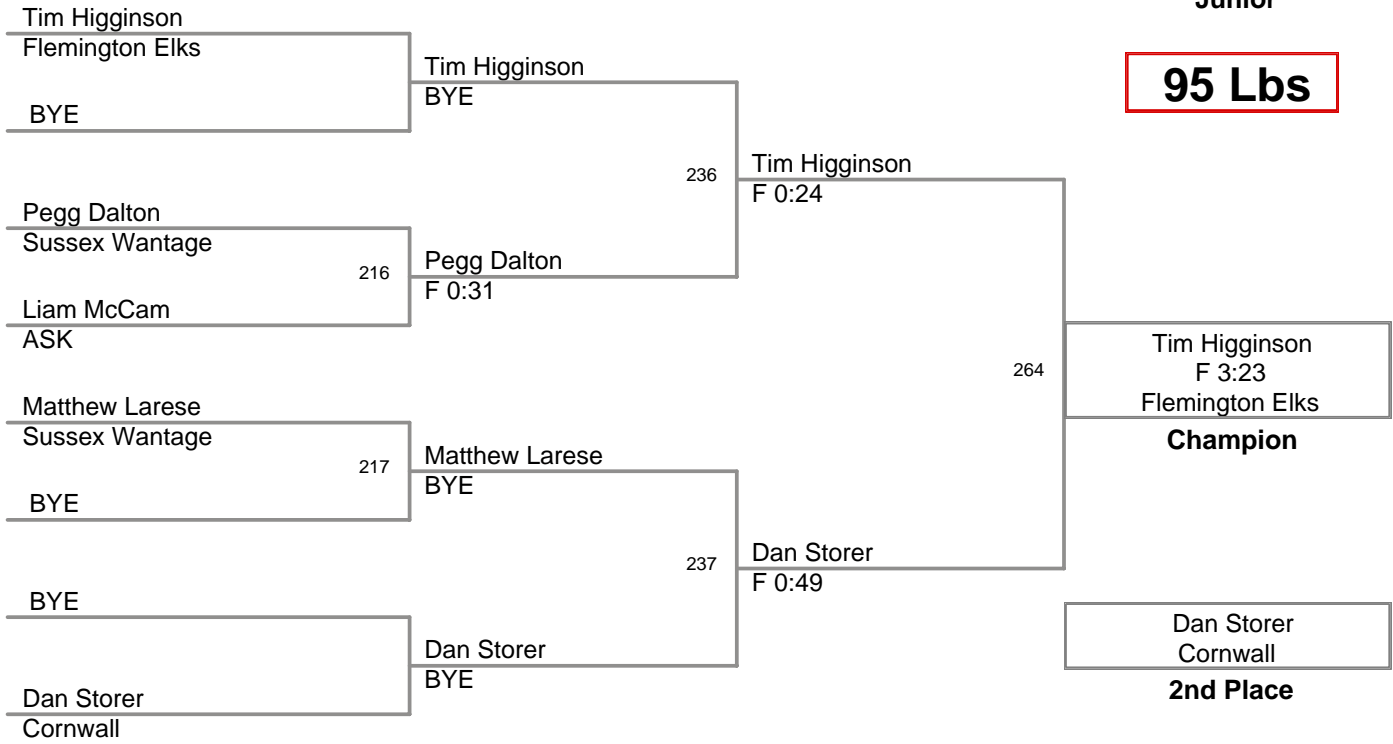 Junior
95 Lbs
Tim Higginson
Flemington Elks
BYE
Pegg Dalton
Sussex Wantage
216
Liam McCam
ASK
Matthew Larese
Sussex Wantage
217
BYE
BYE
Dan Storer
Cornwall
Tim Higginson
BYE
236
Pegg Dalton
F 0:31
Matthew Larese
BYE
237
Dan Storer
BYE
Tim Higginson
F 0:24
264
Dan Storer
F 0:49
Tim Higginson
F 3:23
Flemington Elks
Champion
Dan Storer
Cornwall
2nd Place